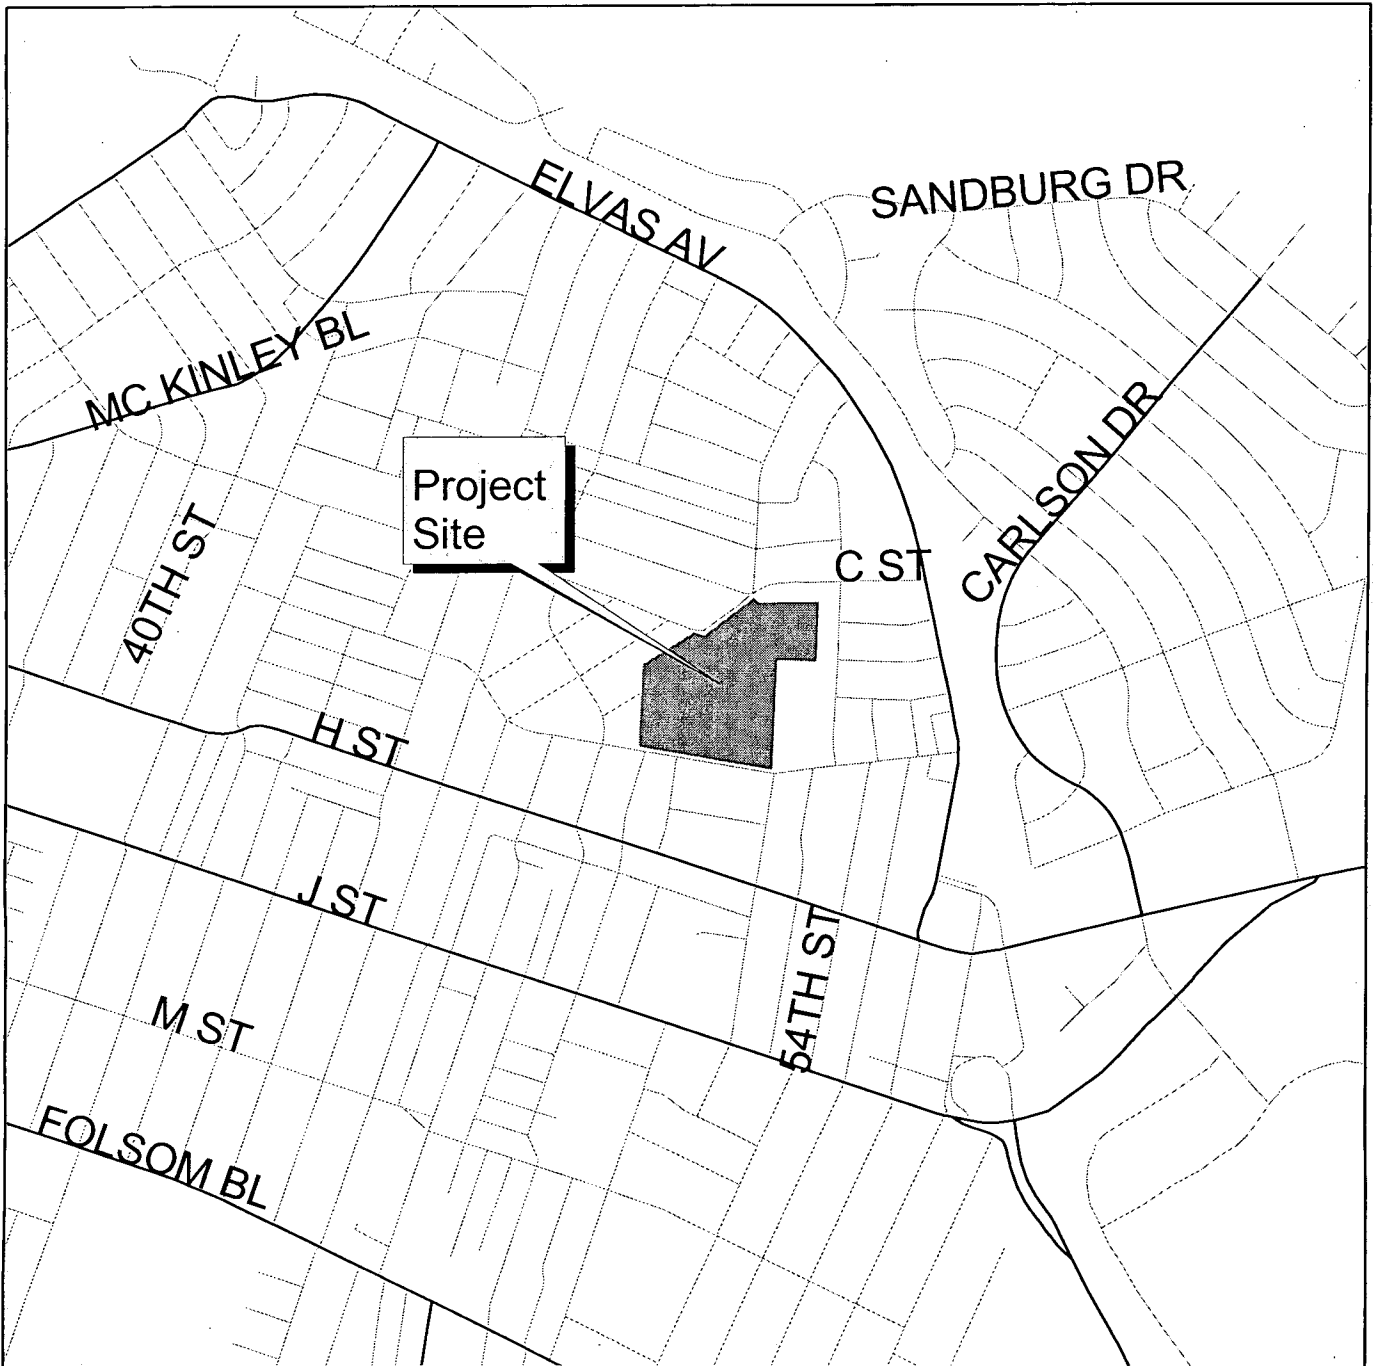 ELVAS AV
SANDBURG DR
MC KINLEY BL
CARLSON DR
Project
Site
40TH ST
C ST
H ST
J ST
54TH ST
M ST
FOLSOM BL